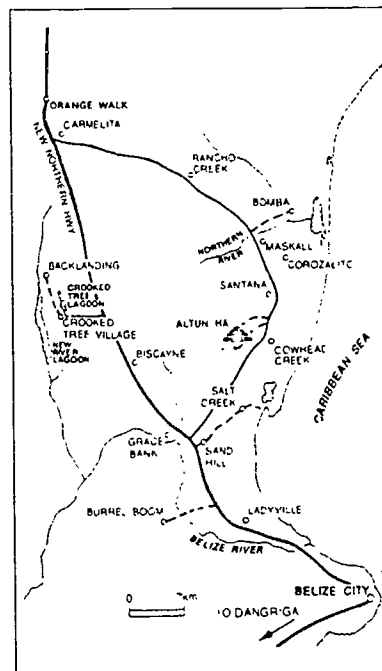 ORANGE WALK
CARMELITA
NEW NORTHERN HWY
RANCHO
CREEK
BOMBA
NORTHERN
RIVER
MASKALL
COROZALITO
BACKLANDING
CROOKED
TREE
LAGOON
CROOKED
TREE VILLAGE
NEW
RIVER
LAGOON
SANTANA
ALTUN HA
COWHEAD
CREEK
BISCAYNE
CARIBBEAN SEA
SALT
CREEK
GRACE
BANK
SAND
HILL
BURREL BOOM
LADYVILLE
BELIZE RIVER
BELIZE CITY
0
km
TO DANGRIGA